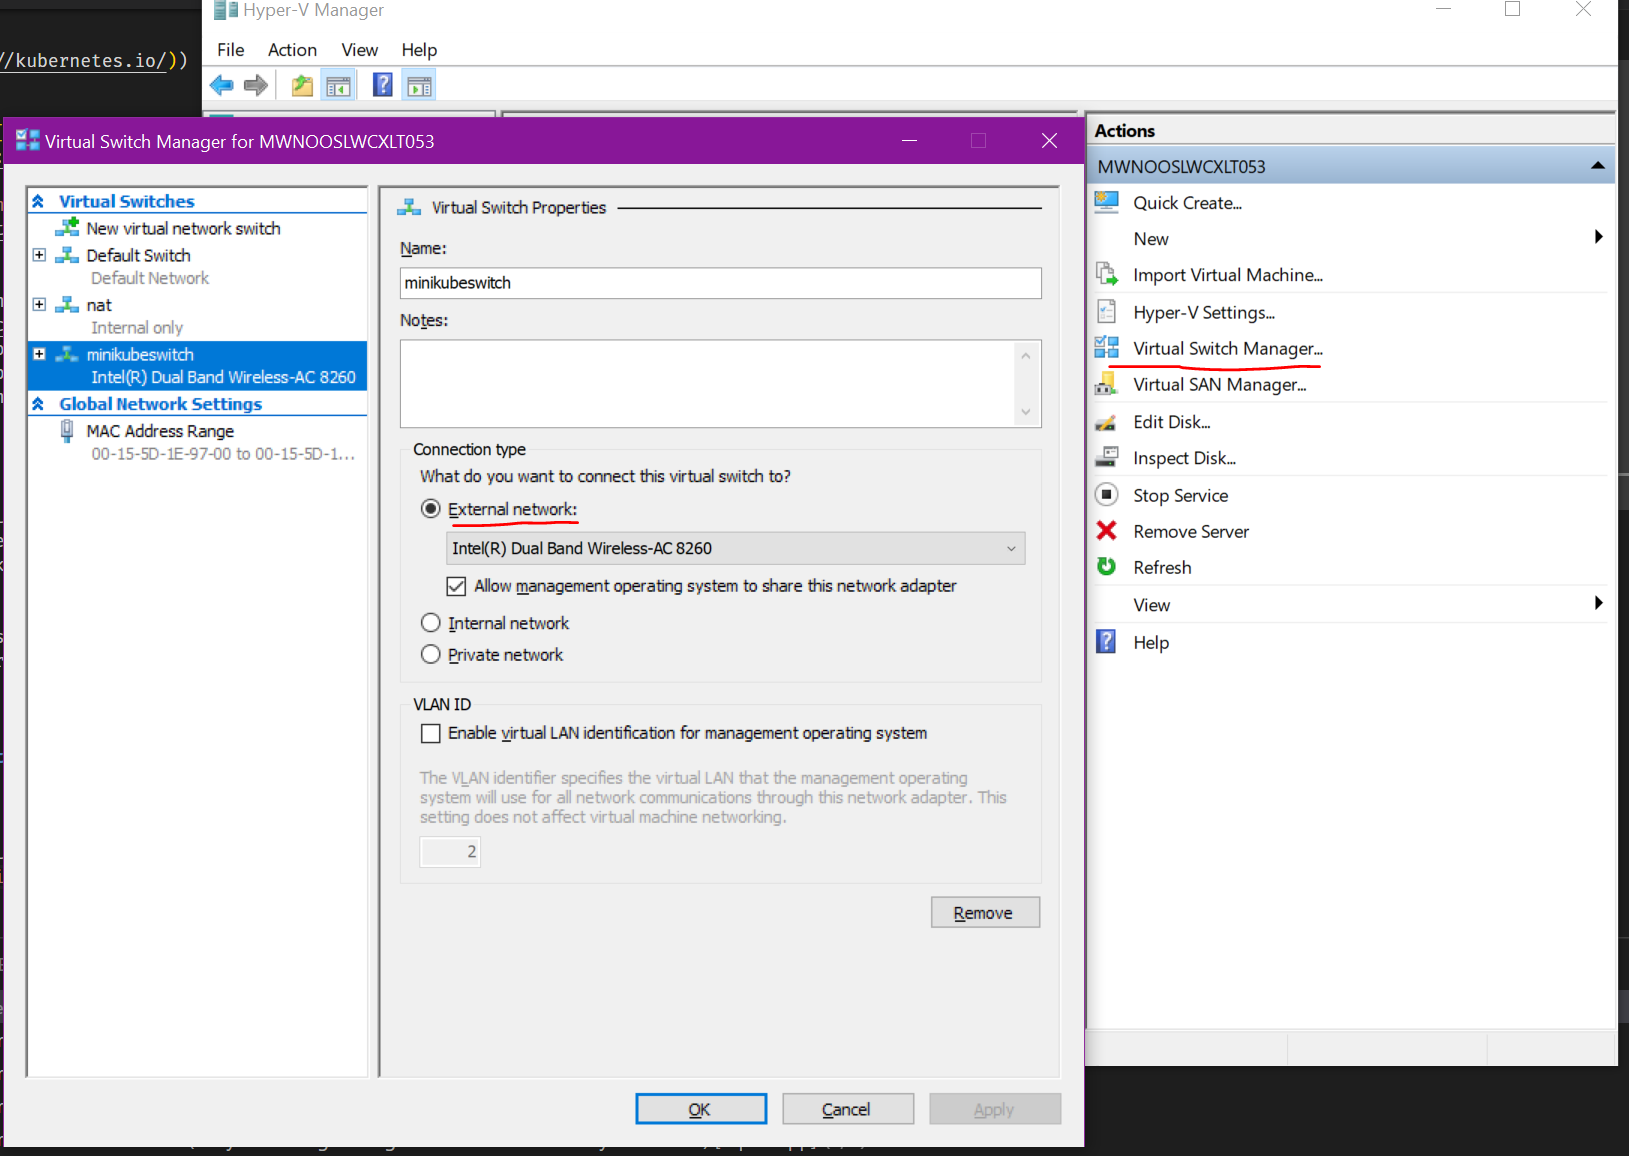 //kubernetes.io/))
Hyper-V Manager
File Action View Help
Virtual Switch Manager for MWNOOSLWCXLT053
Virtual Switches
New virtual network switch
Default Switch
Default Network
nat
Internal only
minikubeswitch
Intel(R) Dual Band Wireless-AC 8260
Global Network Settings
MAC Address Range
00-15-5D-1E-97-00 to 00-15-5D-1...
Virtual Switch Properties
Name:
minikubeswitch
Notes:
Connection type
What do you want to connect this virtual switch to?
External network:
Intel(R) Dual Band Wireless-AC 8260
Allow management operating system to share this network adapter
Internal network
Private network
VLAN ID
Enable virtual LAN identification for management operating system
The VLAN identifier specifies the virtual LAN that the management operating
system will use for all network communications through this network adapter. This
setting does not affect virtual machine networking.
2
Remove
OK Cancel Apply
Actions
MWNOOSLWCXLT053
Quick Create...
New
Import Virtual Machine...
Hyper-V Settings...
Virtual Switch Manager...
Virtual SAN Manager...
Edit Disk...
Inspect Disk...
Stop Service
Remove Server
Refresh
View
Help